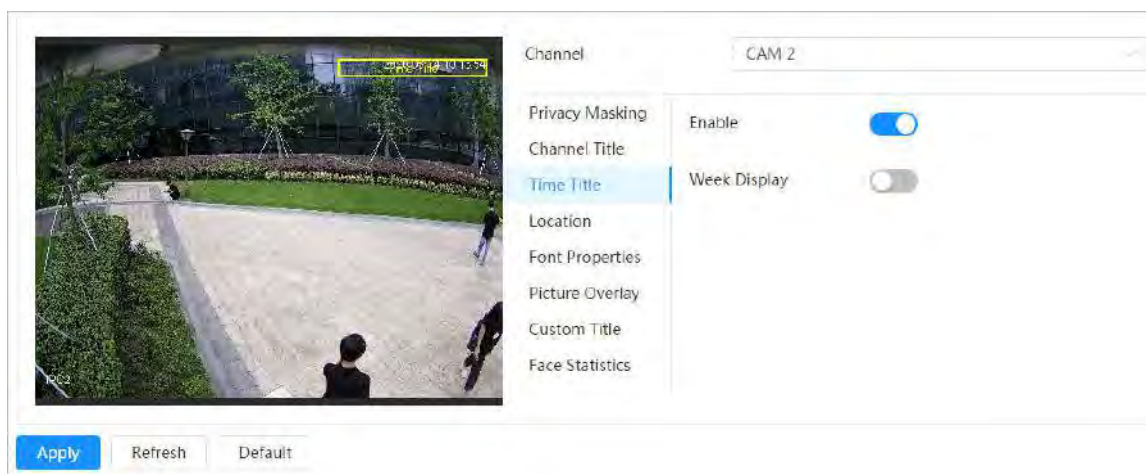 Channel
CAM 2
Privacy Masking
Channel Title
Time Title
Location
Font Properties
Picture Overlay
Custom Title
Face Statistics
Enable
Week Display
IPC2
Apply
Refresh
Default